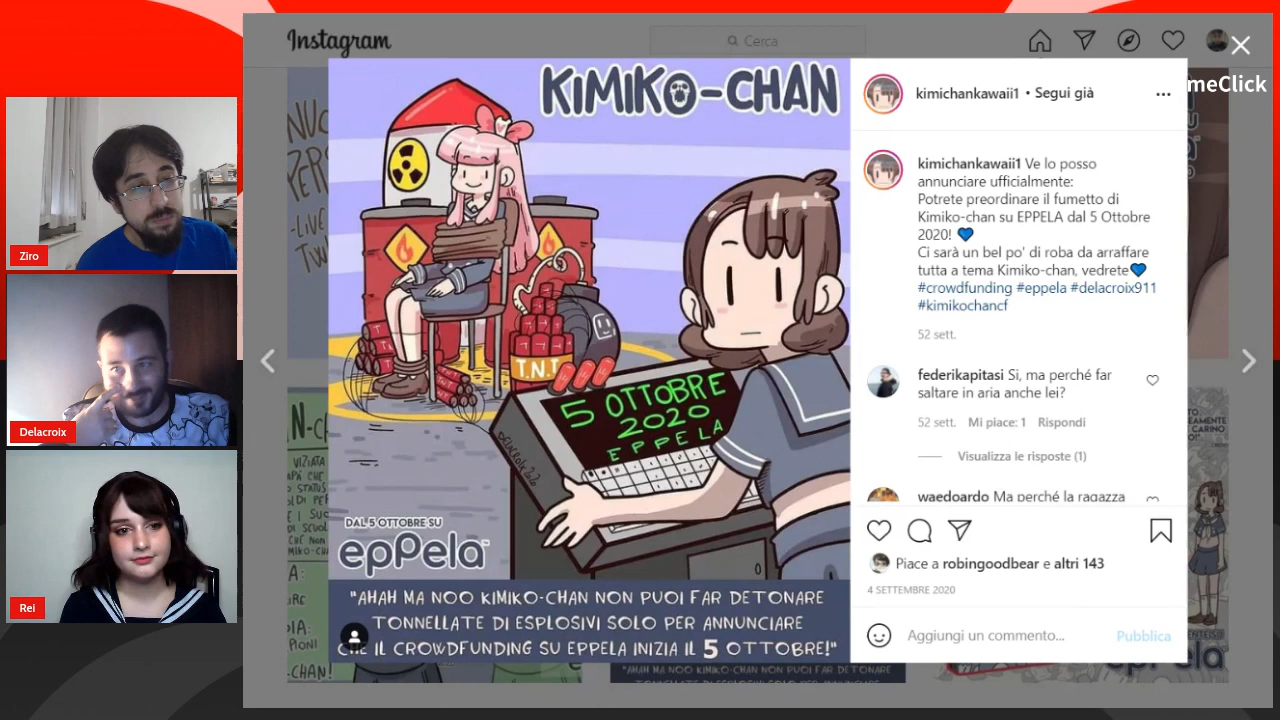 Instagram
Cerca
meClick
KIMIKO-CHAN
T.N.T
5 OTTOBRE
2020
EPPELA
DAL 5 OTTOBRE SU
eppela
"AHAH MA NOO KIMIKO-CHAN NON PUOI FAR DETONARE
TONNELLATE DI ESPLOSIVI SOLO PER ANNUNCIARE
CHE IL CROWDFUNDING SU EPPELA INIZIA IL 5 OTTOBRE!"
kimichankawaii1 • Segui già
kimichankawaii1 Ve lo posso
annunciare ufficialmente:
Potrete preordinare il fumetto di
Kimiko-chan su EPPELA dal 5 Ottobre
2020! 💙
Ci sarà un bel po' di roba da arraffare
tutta a tema Kimiko-chan, vedrete💙
#crowdfunding #eppela #delacroix911
#kimikochancf
52 sett.
federikapitasi Si, ma perché far
saltare in aria anche lei?
52 sett. Mi piace: 1 Rispondi
Visualizza le risposte (1)
waedoardo Ma perché la ragazza
Piace a robingoodbear e altri 143
4 SETTEMBRE 2020
Aggiungi un commento...
Pubblica
Ziro
Delacroix
Rei